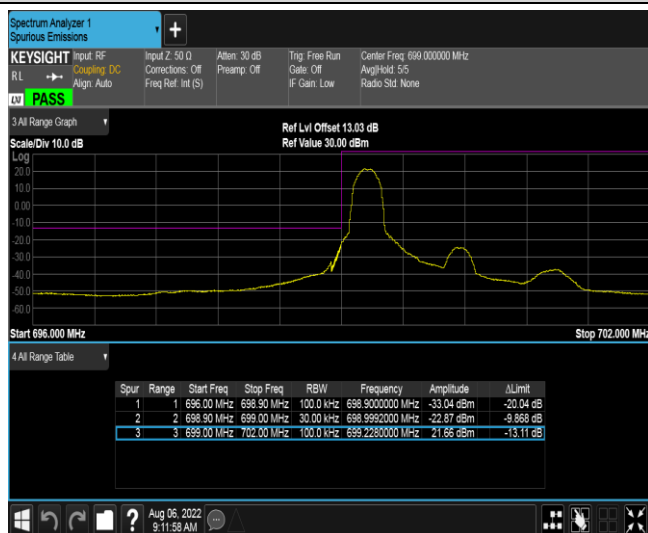 Spectrum Analyzer 1
Spurious Emissions
+
KEYSIGHT Input: RF Input Z: 50 Ω Atten: 30 dB Trig: Free Run Center Freq: 699.000000 MHz
RL Coupling: DC Corrections: Off Preamp: Off Gate: Off Avg|Hold: 5/5
Align: Auto Freq Ref: Int (S) IF Gain: Low Radio Std: None
LXI PASS
3 All Range Graph
Ref Lvl Offset 13.03 dB
Scale/Div 10.0 dB Ref Value 30.00 dBm
Log
20.0
10.0
0.00
-10.0
-20.0
-30.0
-40.0
-50.0
-60.0
Start 696.000 MHz Stop 702.000 MHz
4 All Range Table
Spur Range Start Freq Stop Freq RBW Frequency Amplitude ΔLimit
1 1 696.00 MHz 698.90 MHz 100.0 kHz 698.9000000 MHz -33.04 dBm -20.04 dB
2 2 698.90 MHz 699.00 MHz 30.00 kHz 698.9992000 MHz -22.87 dBm -9.868 dB
3 3 699.00 MHz 702.00 MHz 100.0 kHz 699.2280000 MHz 21.66 dBm -13.11 dB
? Aug 06, 2022
9:11:58 AM